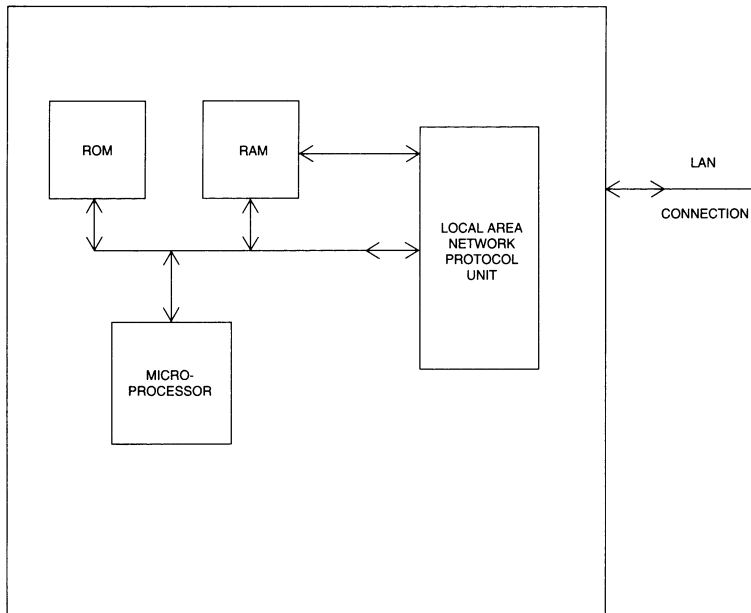 ROM
RAM
LAN
CONNECTION
LOCAL AREA
NETWORK
PROTOCOL
UNIT
MICRO-
PROCESSOR